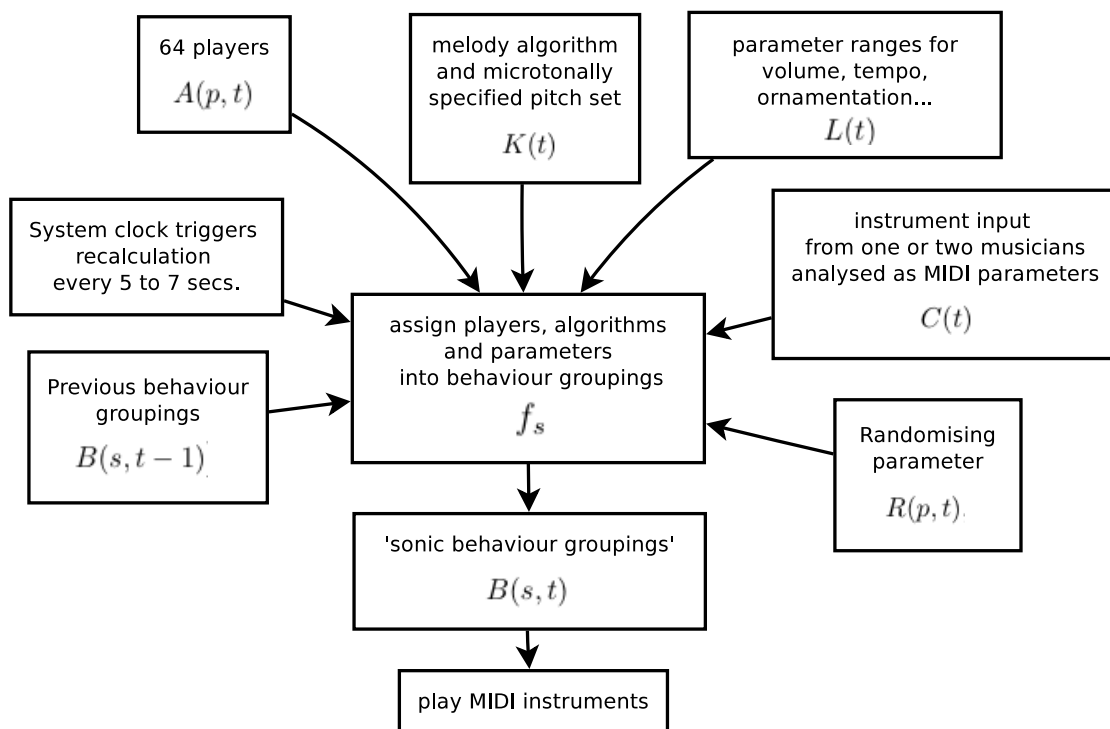 64 players
A(p, t)
melody algorithm
and microtonally
specified pitch set
K(t)
parameter ranges for
volume, tempo,
ornamentation...
L(t)
System clock triggers
recalculation
every 5 to 7 secs.
instrument input
from one or two musicians
analysed as MIDI parameters
C(t)
assign players, algorithms
and parameters
into behaviour groupings
f_s
Previous behaviour
groupings
B(s, t − 1)
Randomising
parameter
R(p, t).
'sonic behaviour groupings'
B(s, t)
play MIDI instruments